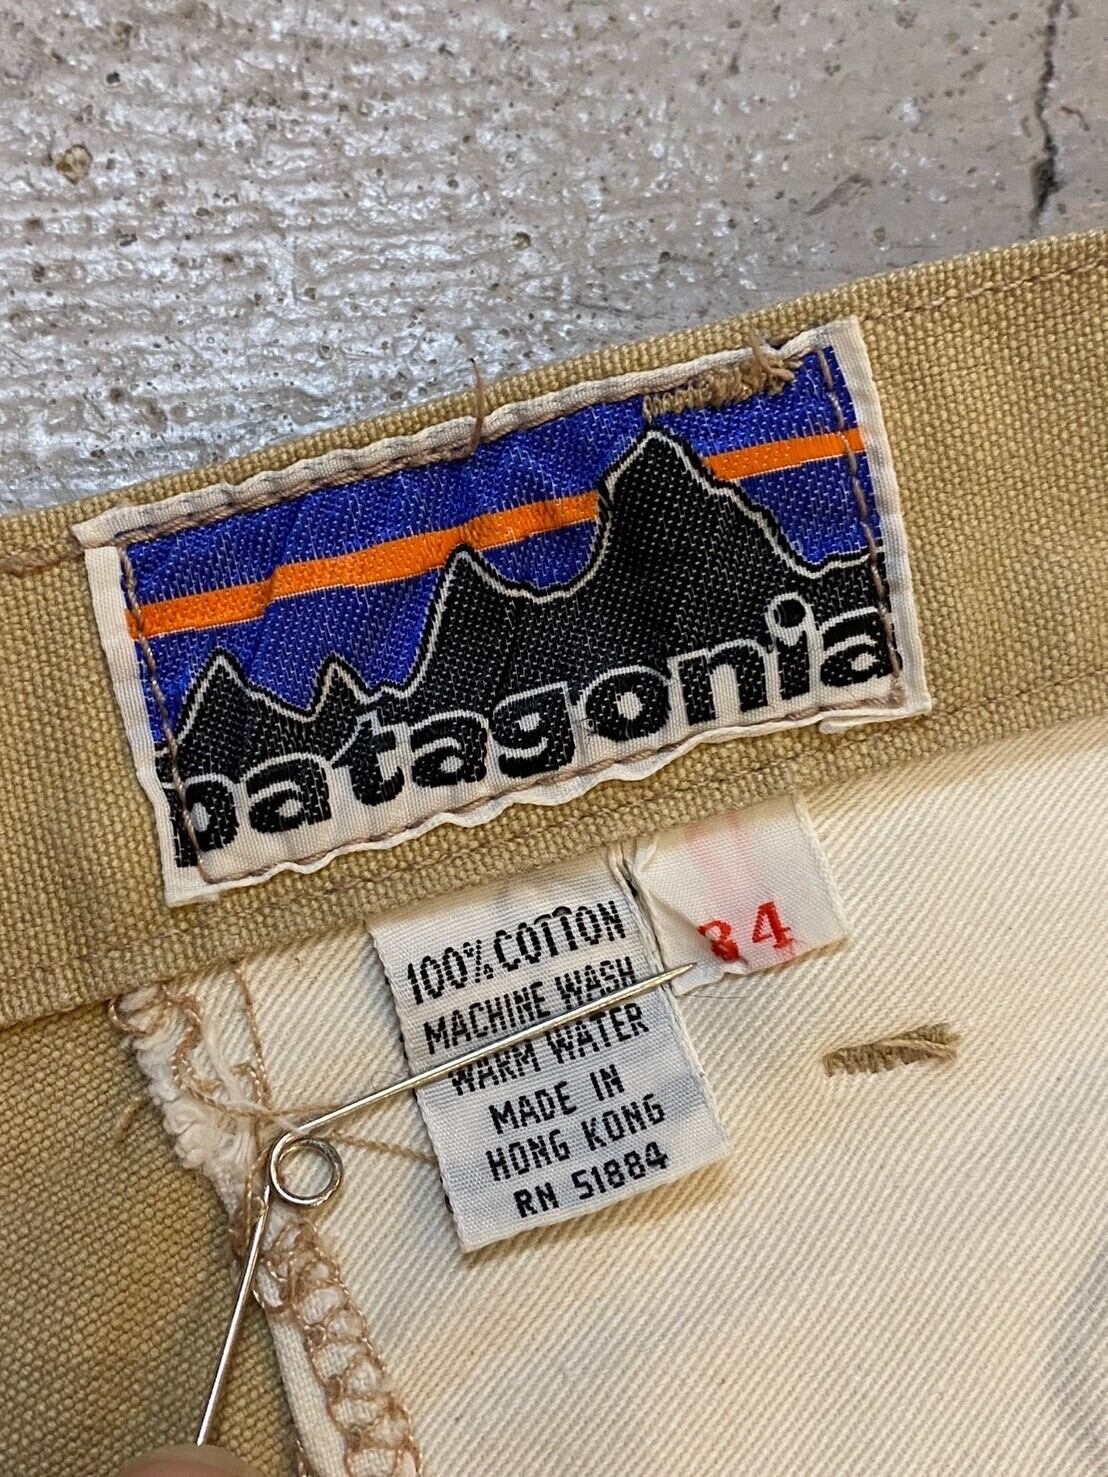 patagonia
34
100% COTTON
MACHINE WASH
WARM WATER
MADE IN
HONG KONG
RN 51884